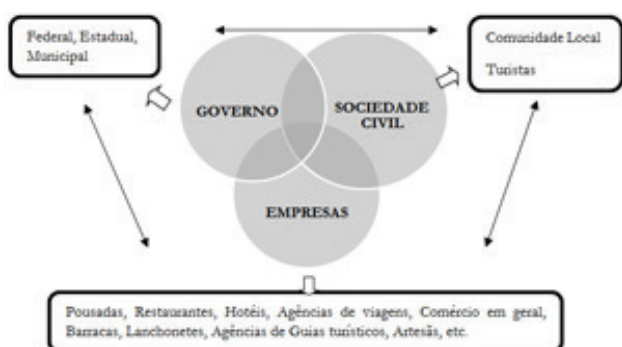 Federal, Estadual,
Municipal
Comunidade Local
Turistas
GOVERNO
SOCIEDADE
CIVIL
EMPRESAS
Pousadas, Restaurantes, Hotéis, Agências de viagens, Comércio em geral,
Barracas, Lanchonetes, Agências de Guias turísticos, Artesãs, etc.